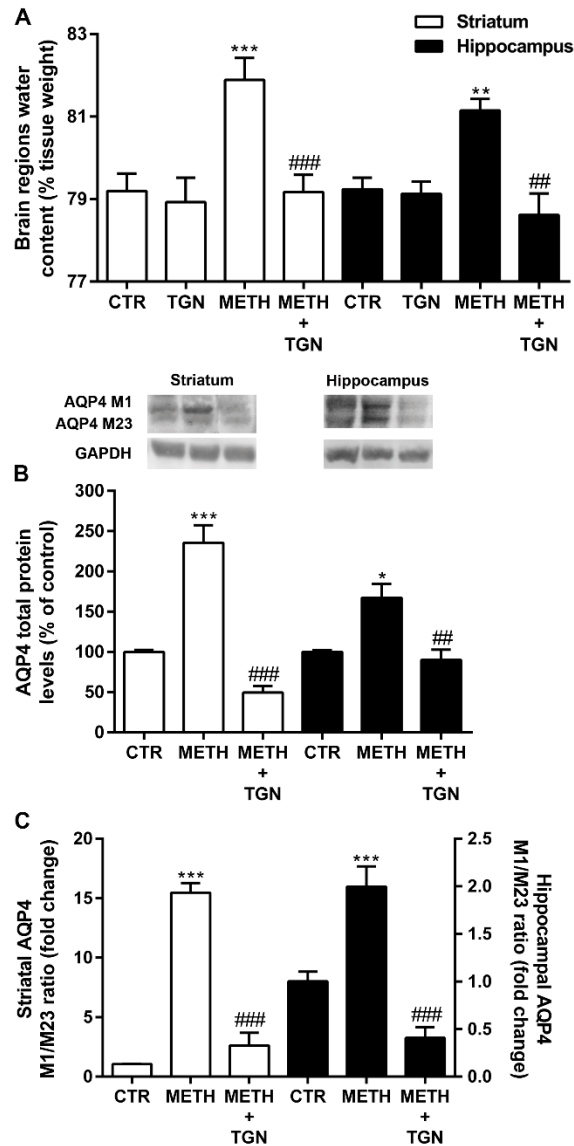 A
Striatum
Hippocampus
Brain regions water
content (% tissue weight)
83
81
79
77
***
###
**
##
CTR TGN METH METH CTR TGN METH METH
+ +
TGN TGN
Striatum Hippocampus
AQP4 M1
AQP4 M23
GAPDH
B
AQP4 total protein
levels (% of control)
300
250
200
150
100
50
0
***
###
*
##
CTR METH METH CTR METH METH
+ +
TGN TGN
C
Striatal AQP4
M1/M23 ratio (fold change)
20
15
10
5
0
***
###
***
###
2.5
2.0
1.5
1.0
0.5
0.0
Hippocampal AQP4
M1/M23 ratio (fold change)
CTR METH METH CTR METH METH
+ +
TGN TGN